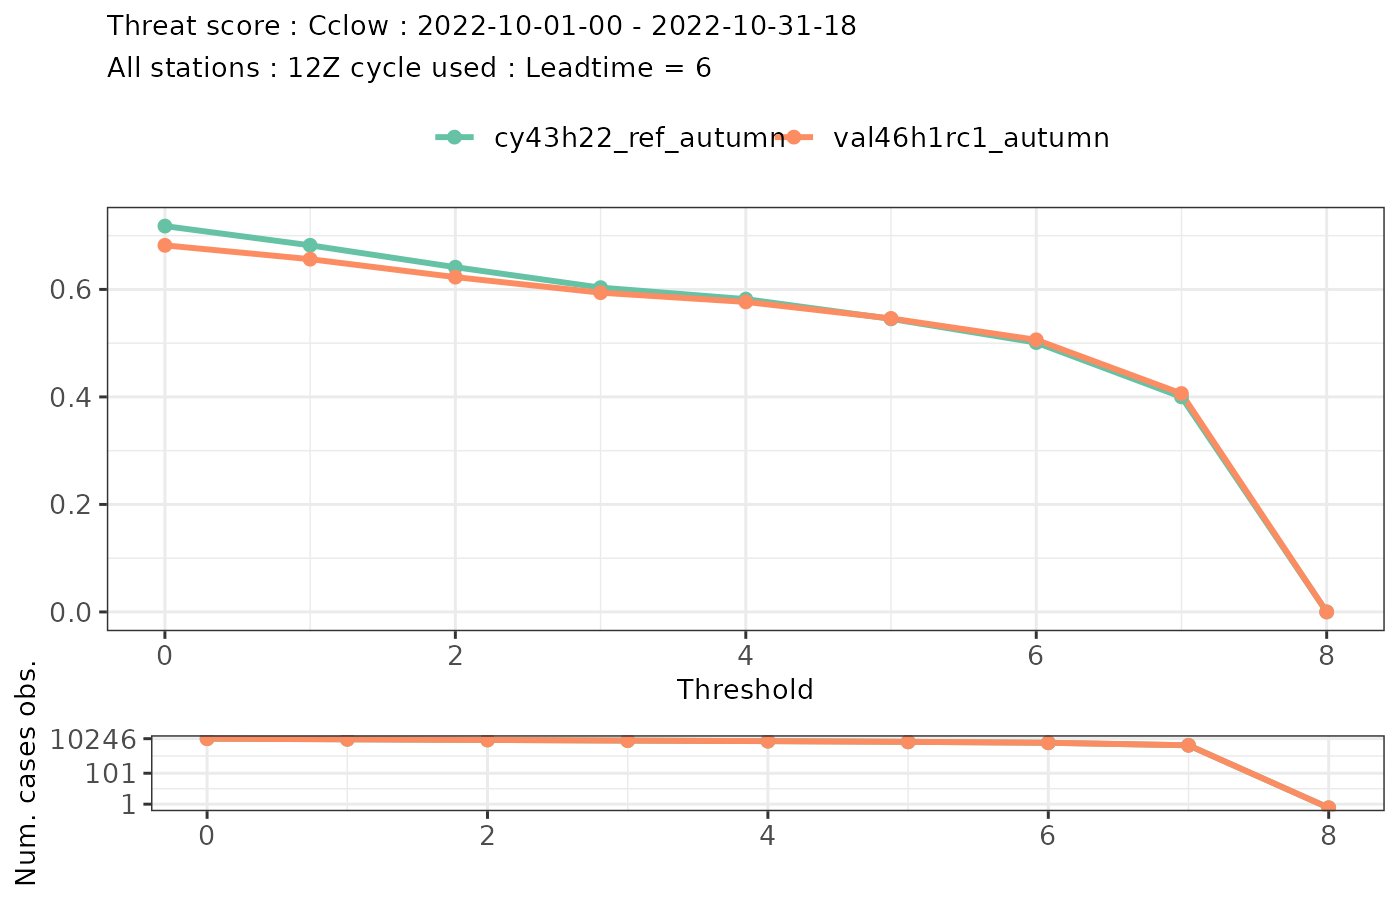 Threat score : Cclow : 2022-10-01-00 - 2022-10-31-18
All stations : 12Z cycle used : Leadtime = 6
cy43h22_ref_autumn val46h1rc1_autumn
0.6
0.4
0.2
0.0
0 2 4 6 8
Threshold
Num. cases obs.
10246
101
1
0 2 4 6 8